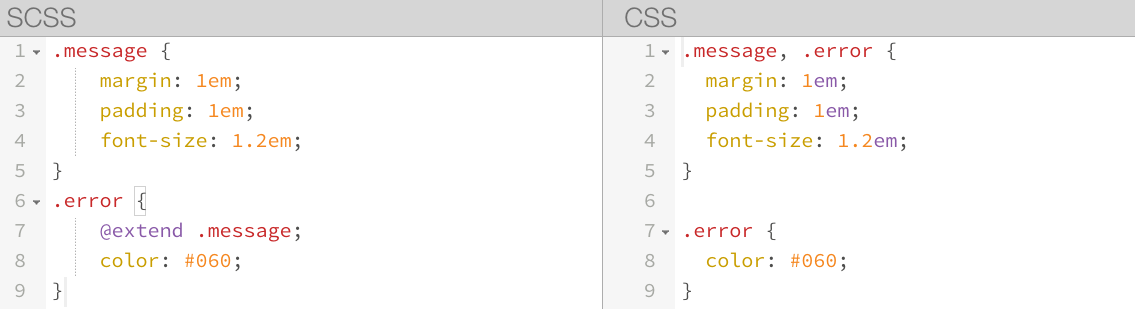 SCSS
1 .message {
2     margin: 1em;
3     padding: 1em;
4     font-size: 1.2em;
5 }
6 .error {
7     @extend .message;
8     color: #060;
9 }
CSS
1 .message, .error {
2   margin: 1em;
3   padding: 1em;
4   font-size: 1.2em;
5 }
6
7 .error {
8   color: #060;
9 }